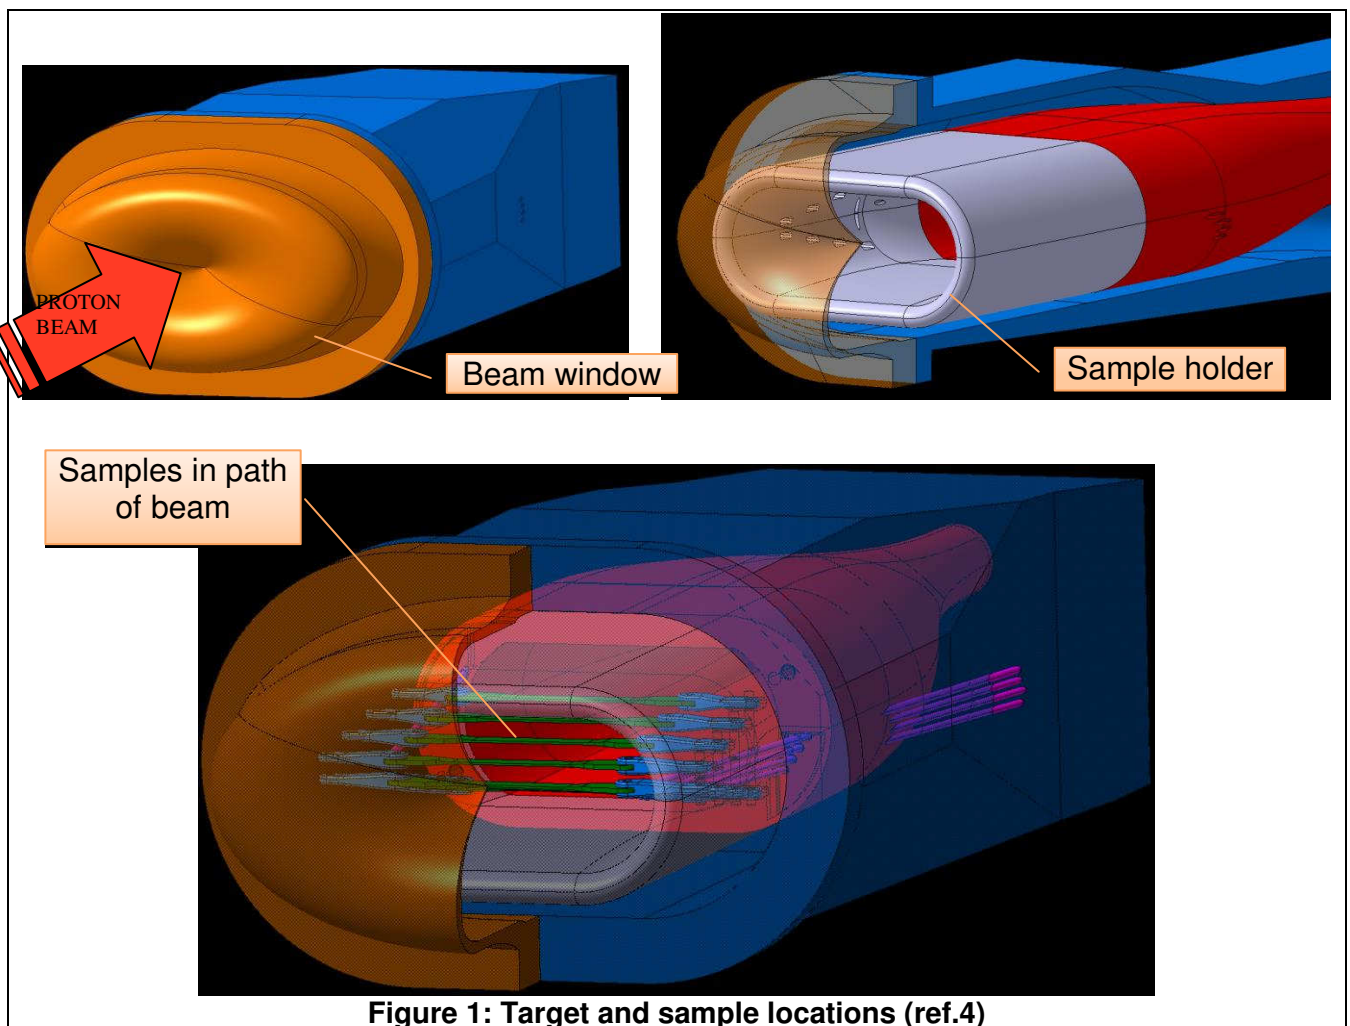 PROTON
BEAM
Beam window
Sample holder
Samples in path
of beam
Figure 1: Target and sample locations (ref.4)